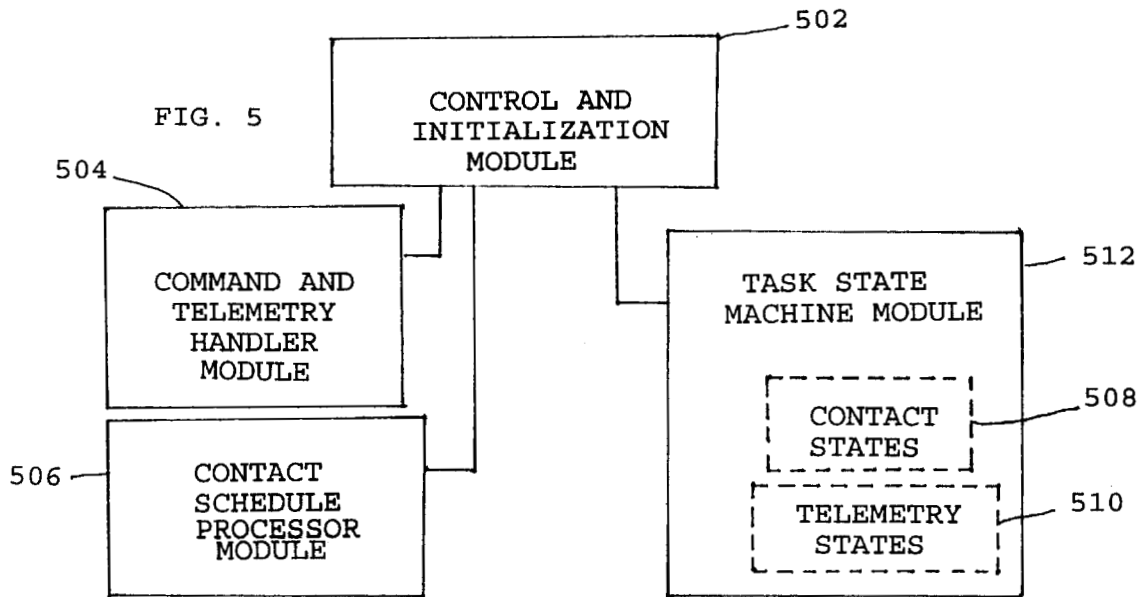 502
FIG. 5
CONTROL AND
INITIALIZATION
MODULE
504
COMMAND AND
TELEMETRY
HANDLER
MODULE
512
TASK STATE
MACHINE MODULE
508
CONTACT
STATES
506
CONTACT
SCHEDULE
PROCESSOR
MODULE
510
TELEMETRY
STATES